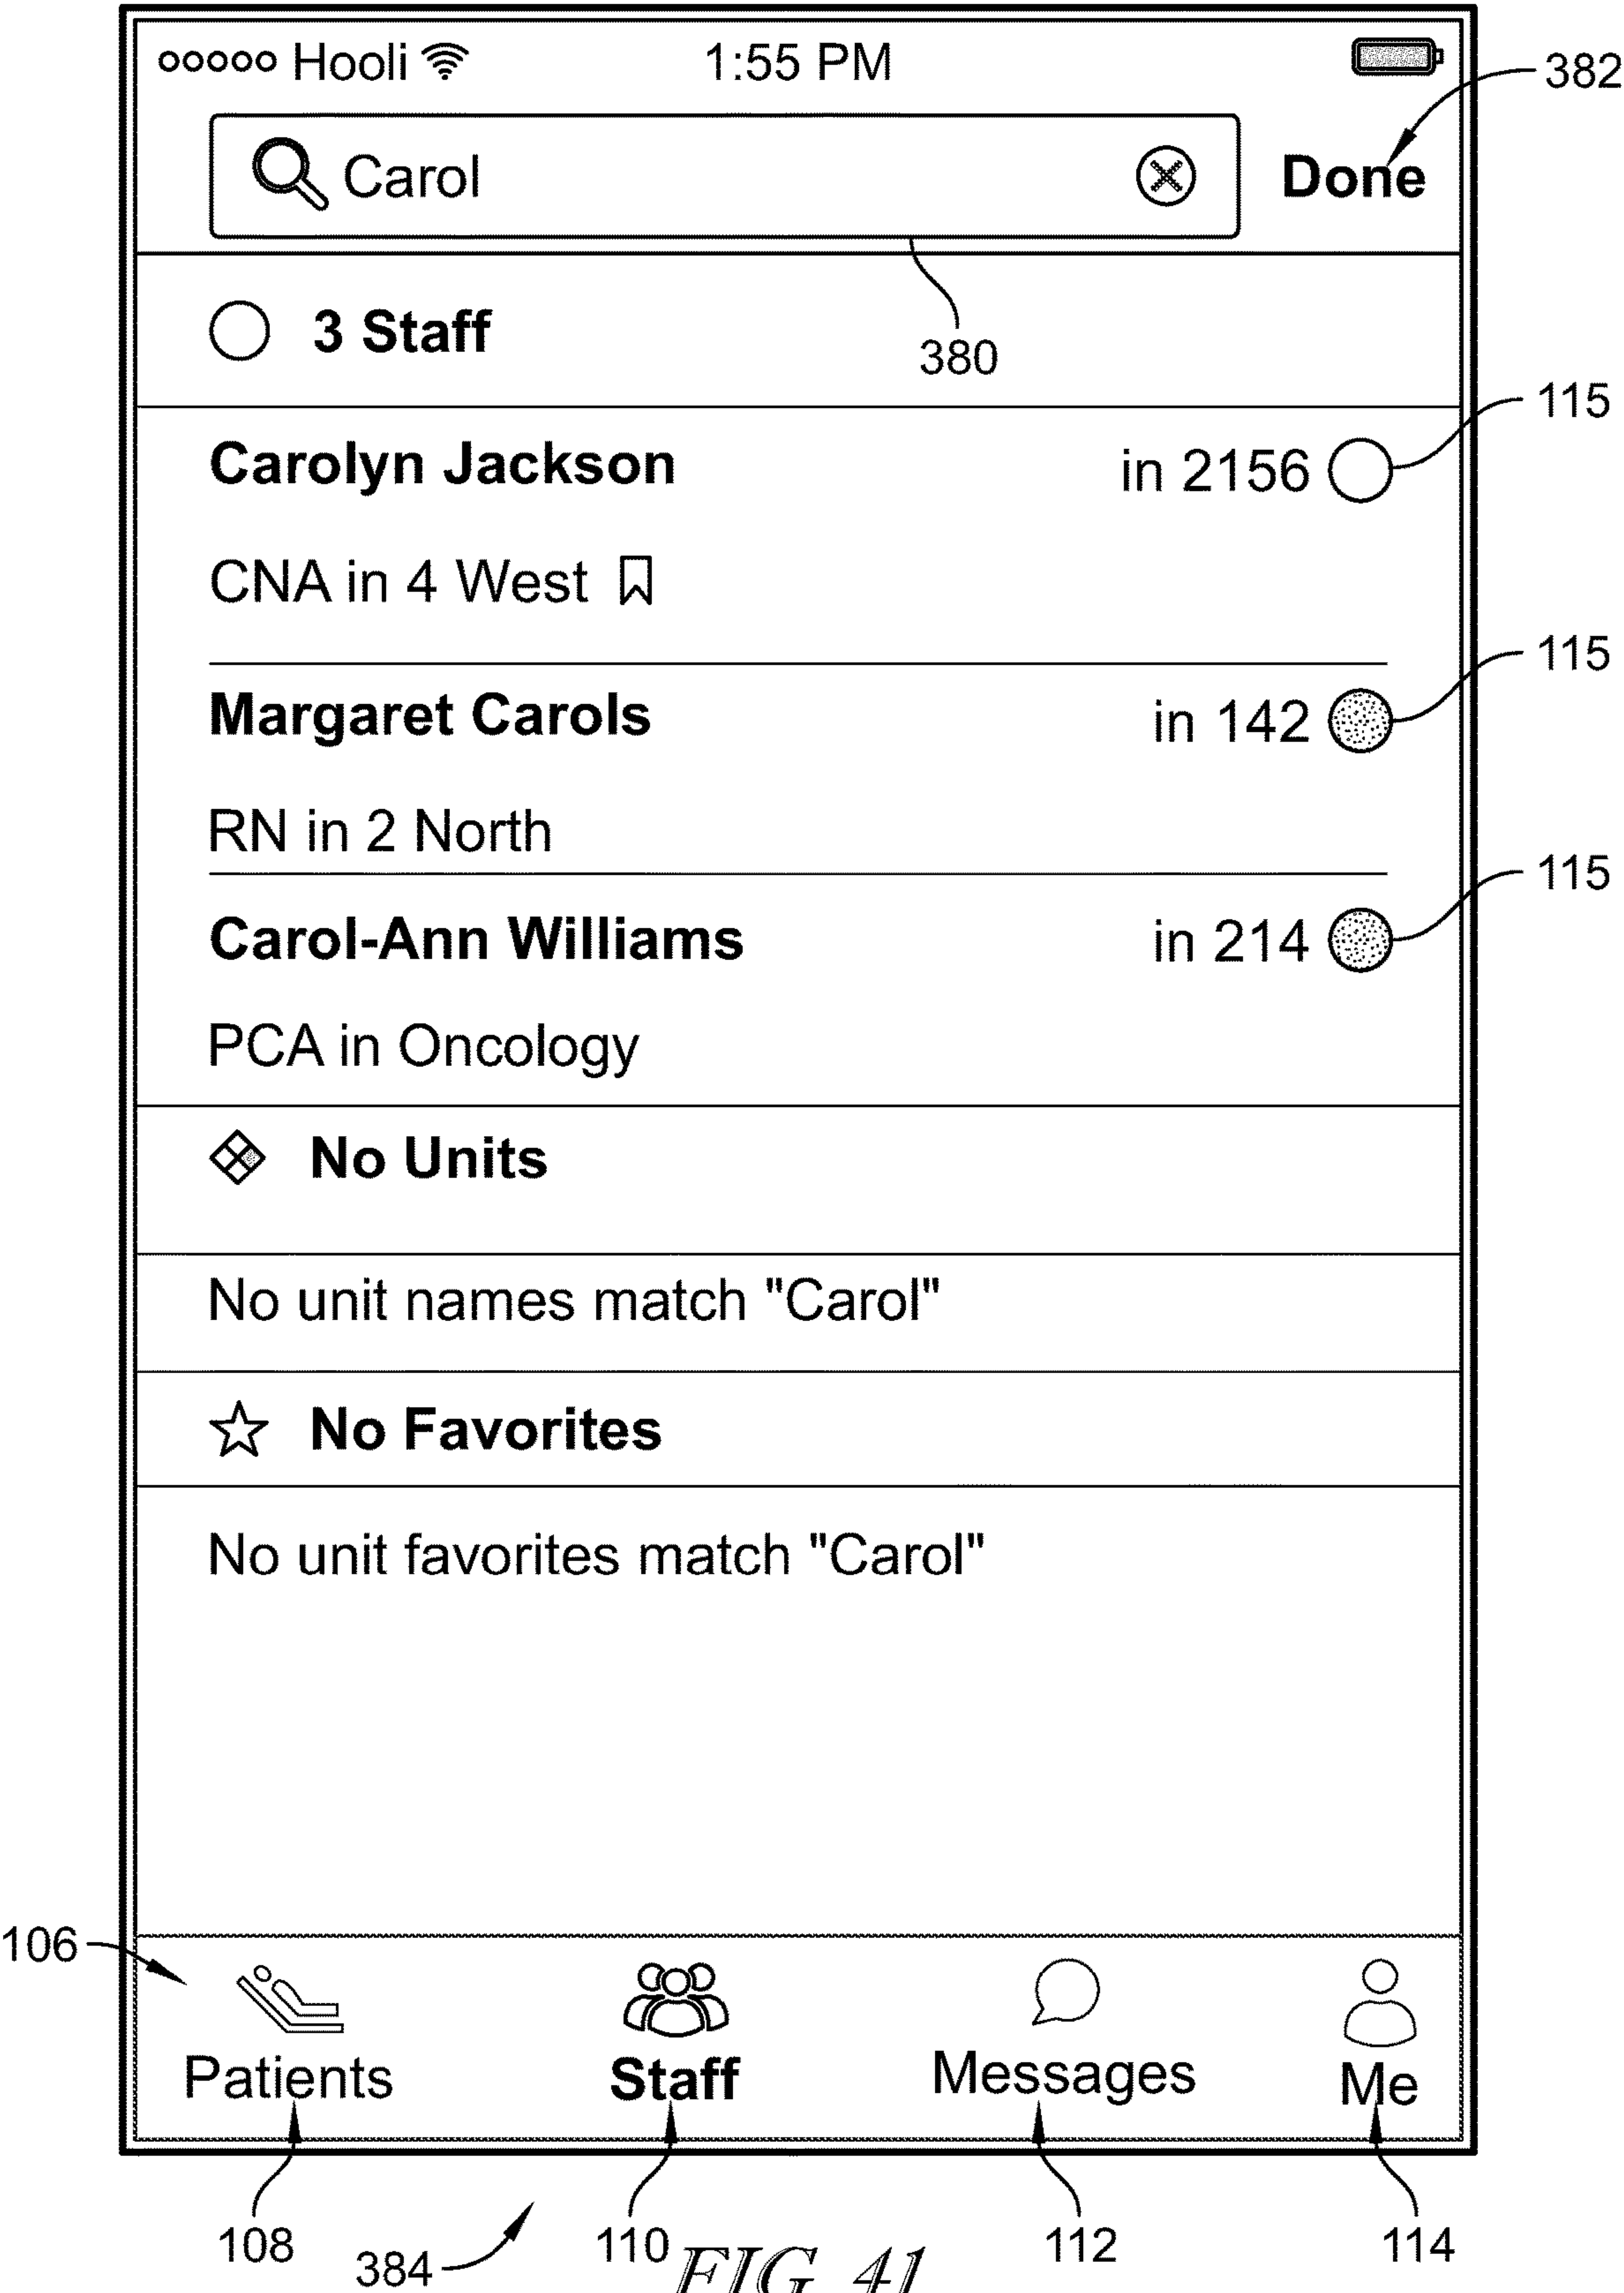 Hooli 1:55 PM
382
Carol Done
3 Staff
380
115
Carolyn Jackson in 2156
CNA in 4 West
115
Margaret Carols in 142
RN in 2 North
115
Carol-Ann Williams in 214
PCA in Oncology
No Units
No unit names match "Carol"
No Favorites
No unit favorites match "Carol"
106
Patients Staff Messages Me
108 384 110 112 114
FIG. 41